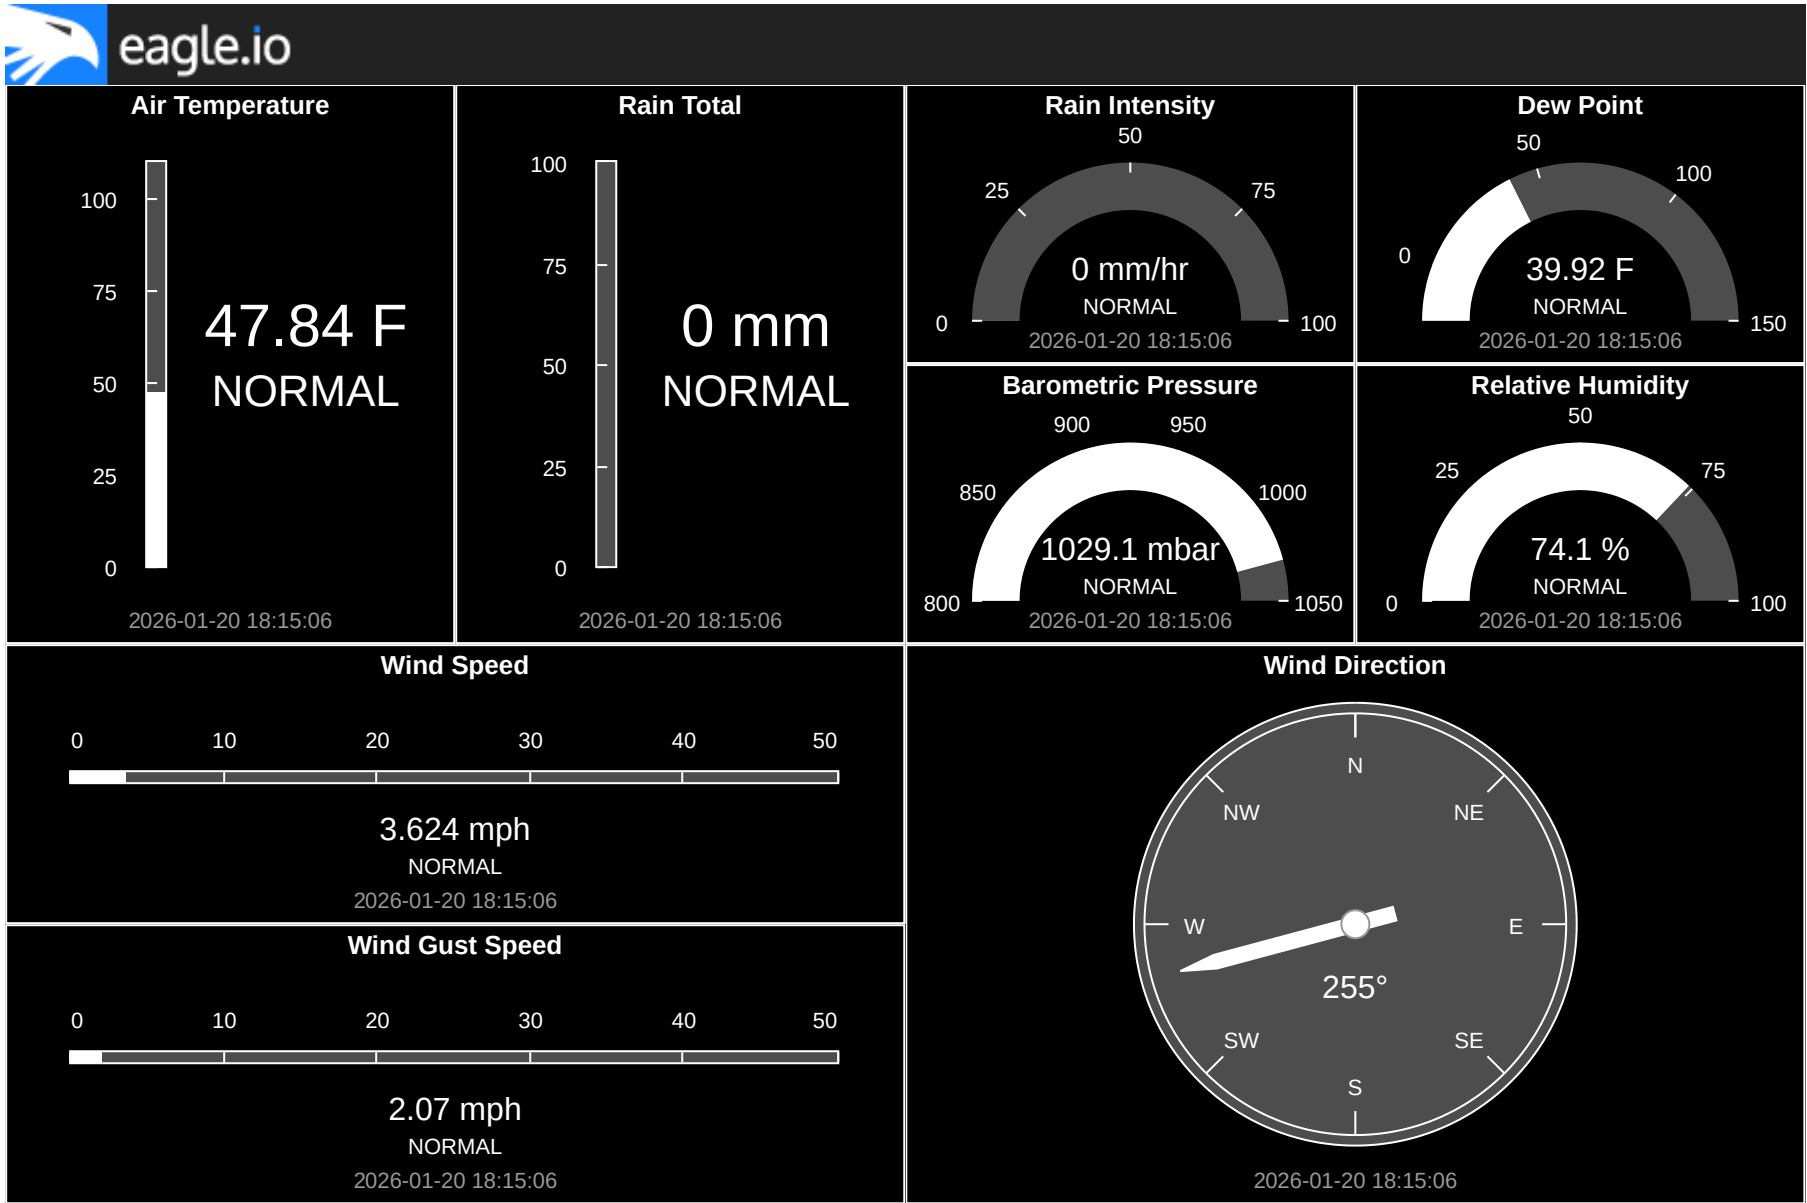 eagle.io
Air Temperature
100
75
50
25
0
47.84 F
NORMAL
2026-01-20 18:15:06
Rain Total
100
75
50
25
0
0 mm
NORMAL
2026-01-20 18:15:06
Rain Intensity
0
25
50
75
100
0 mm/hr
NORMAL
2026-01-20 18:15:06
Dew Point
0
50
100
150
39.92 F
NORMAL
2026-01-20 18:15:06
Barometric Pressure
800
850
900
950
1000
1050
1029.1 mbar
NORMAL
2026-01-20 18:15:06
Relative Humidity
0
25
50
75
100
74.1 %
NORMAL
2026-01-20 18:15:06
Wind Speed
0 10 20 30 40 50
3.624 mph
NORMAL
2026-01-20 18:15:06
Wind Gust Speed
0 10 20 30 40 50
2.07 mph
NORMAL
2026-01-20 18:15:06
Wind Direction
N
NW NE
W E
255°
SW SE
S
2026-01-20 18:15:06